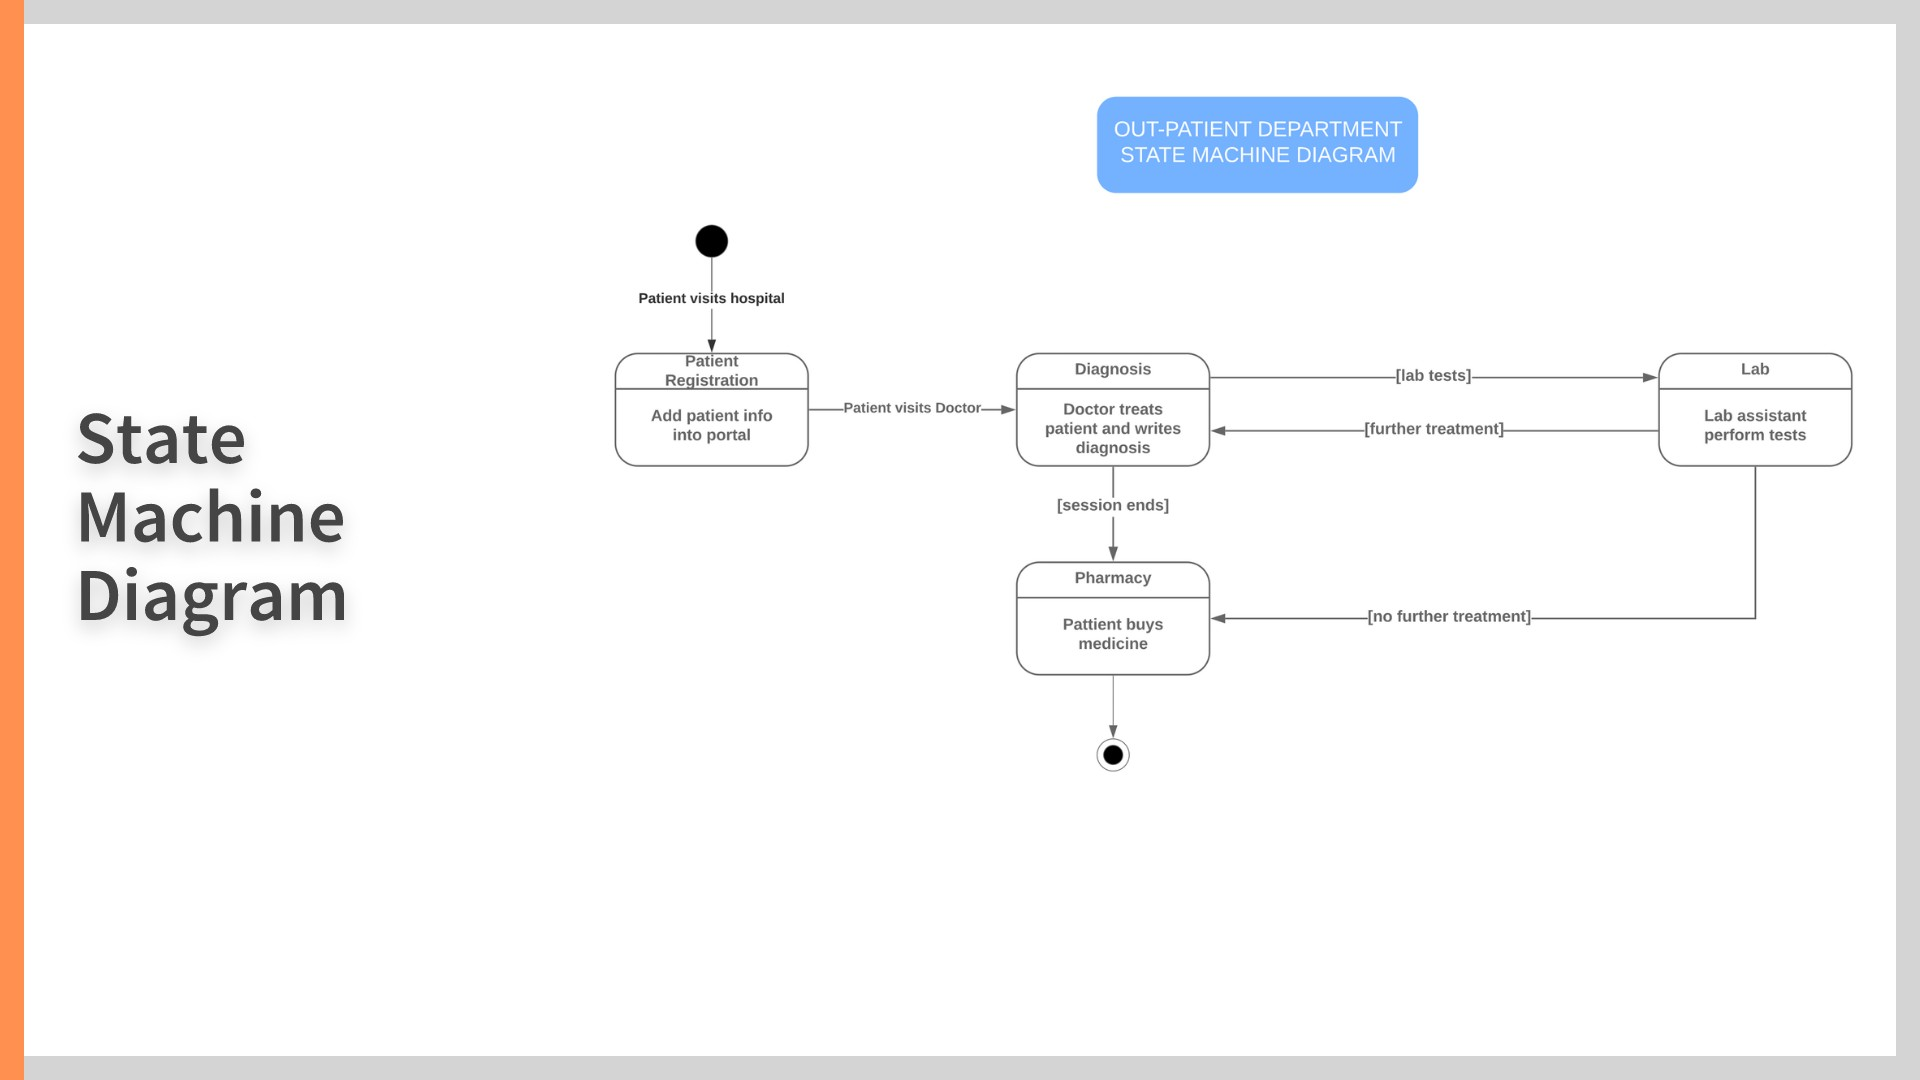 State
Machine
Diagram
OUT-PATIENT DEPARTMENT
STATE MACHINE DIAGRAM
Patient visits hospital
Patient
Registration
Add patient info
into portal
Patient visits Doctor
Diagnosis
Doctor treats
patient and writes
diagnosis
[lab tests]
[further treatment]
Lab
Lab assistant
perform tests
[session ends]
Pharmacy
Pattient buys
medicine
[no further treatment]